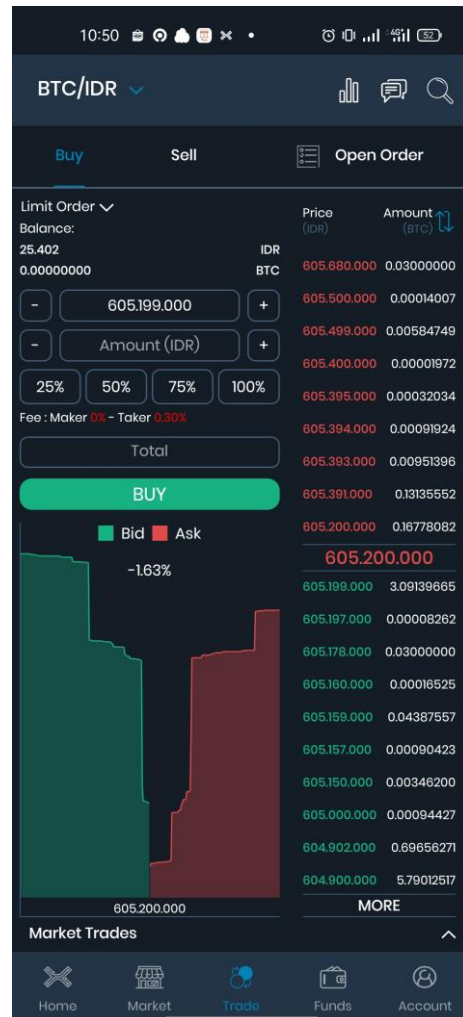 10:50 52
BTC/IDR
Buy Sell Open Order
Limit Order
Balance:
25.402 IDR
0.00000000 BTC
- 605.199.000 +
- Amount (IDR) +
25% 50% 75% 100%
Fee : Maker 0% - Taker 0.30%
Total
BUY
Bid Ask
-1.63%
605.200.000
Price Amount
(IDR) (BTC)
605.680.000 0.03000000
605.500.000 0.00014007
605.499.000 0.00584749
605.400.000 0.00001972
605.395.000 0.00032034
605.394.000 0.00091924
605.393.000 0.00951396
605.391.000 0.13135552
605.200.000 0.16778082
605.200.000
605.199.000 3.09139665
605.197.000 0.00008262
605.178.000 0.03000000
605.160.000 0.00016525
605.159.000 0.04387557
605.157.000 0.00090423
605.150.000 0.00346200
605.000.000 0.00094427
604.902.000 0.69656271
604.900.000 5.79012517
MORE
Market Trades
Home Market Trade Funds Account